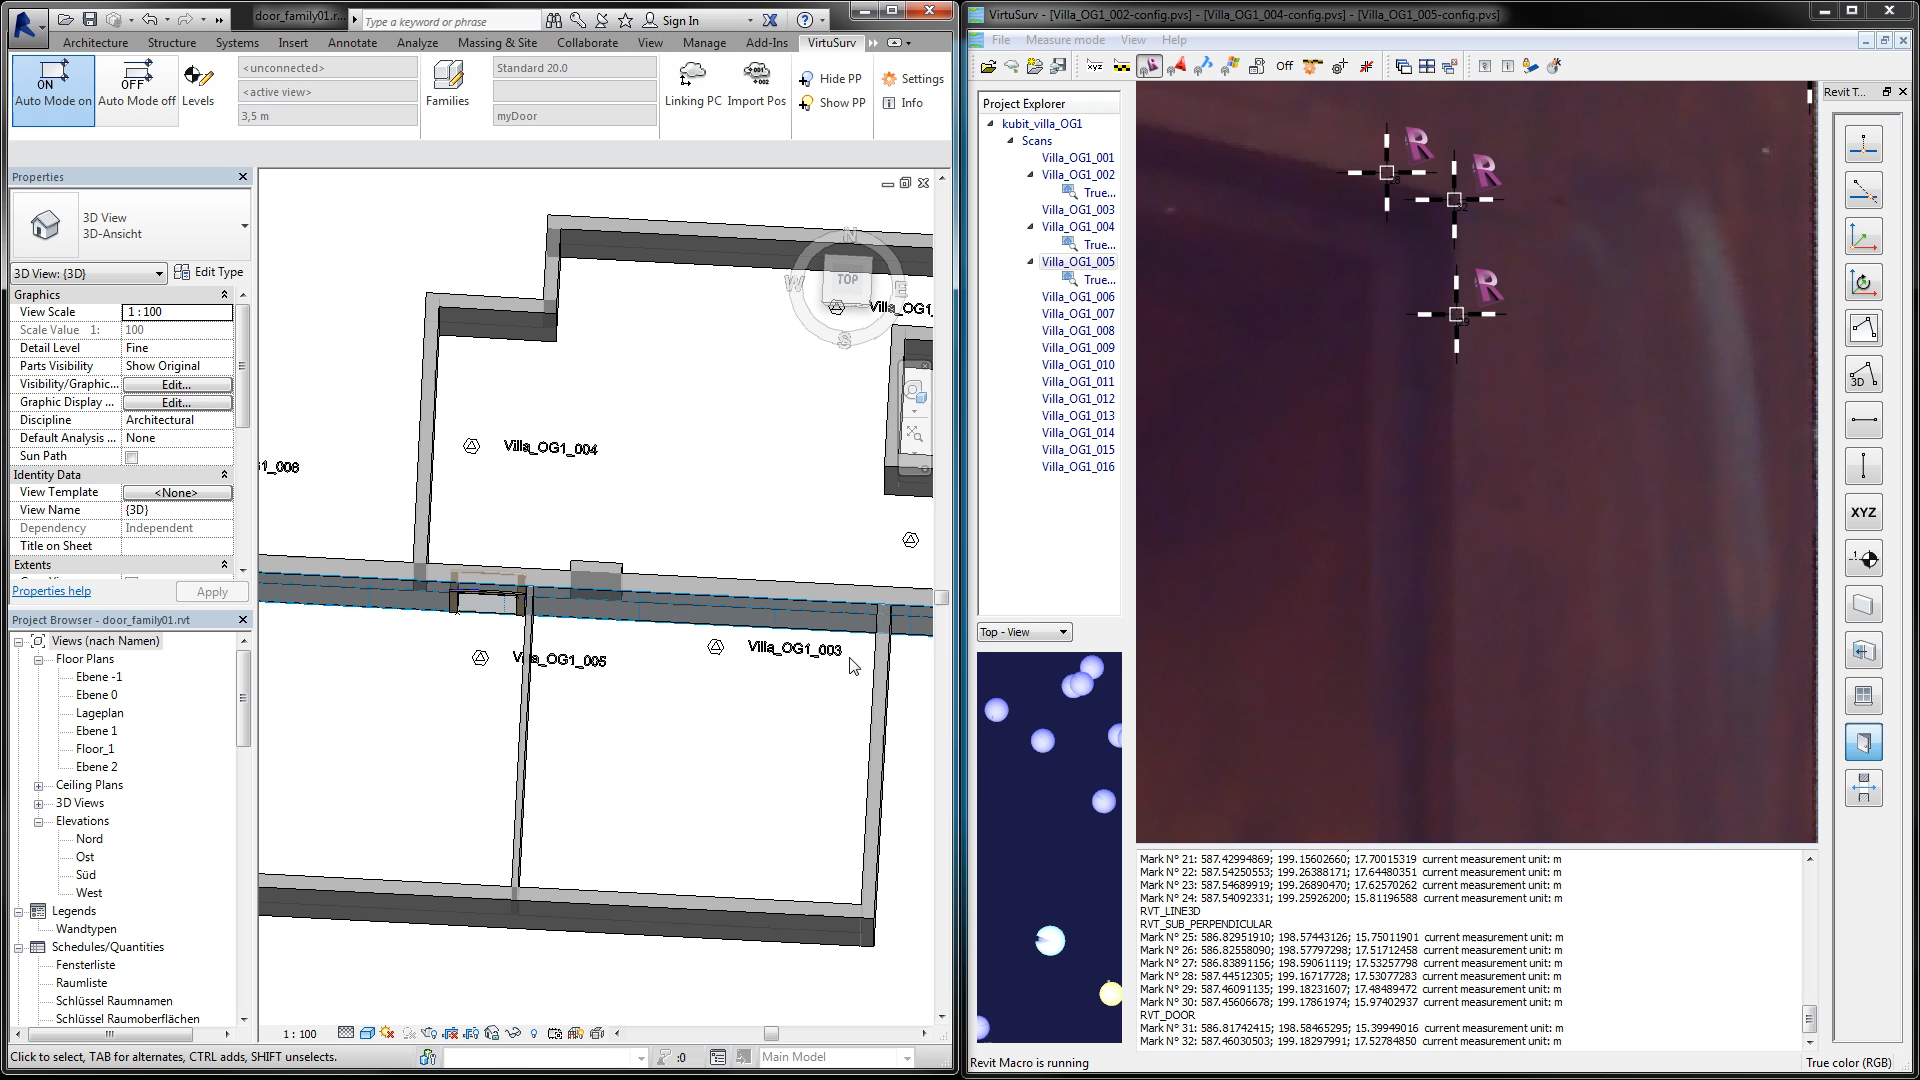 door_family01.r...
Type a keyword or phrase
Sign In
Architecture Structure Systems Insert Annotate Analyze Massing & Site Collaborate View Manage Add-Ins VirtuSurv
ON
Auto Mode on
OFF
Auto Mode off
Levels
<unconnected>
<active view>
3,5 m
Families
Standard 20.0
myDoor
Linking PC
Import Pos
Hide PP
Show PP
Settings
Info
Properties
3D View
3D-Ansicht
3D View: {3D}
Edit Type
Graphics
View Scale 1 : 100
Scale Value 1: 100
Detail Level Fine
Parts Visibility Show Original
Visibility/Graphic... Edit...
Graphic Display ... Edit...
Discipline Architectural
Default Analysis ... None
Sun Path
Identity Data
View Template <None>
View Name {3D}
Dependency Independent
Title on Sheet
Extents
Properties help
Apply
Project Browser - door_family01.rvt
Views (nach Namen)
Floor Plans
Ebene -1
Ebene 0
Lageplan
Ebene 1
Floor_1
Ebene 2
Ceiling Plans
3D Views
Elevations
Nord
Ost
Süd
West
Legends
Wandtypen
Schedules/Quantities
Fensterliste
Raumliste
Schlüssel Raumnamen
Schlüssel Raumoberflächen
N
W
E
S
TOP
Villa_OG1_
Villa_OG1_004
1_008
Villa_OG1_005
Villa_OG1_003
1 : 100
Click to select, TAB for alternates, CTRL adds, SHIFT unselects.
:0
Main Model
VirtuSurv - [Villa_OG1_002-config.pvs] - [Villa_OG1_004-config.pvs] - [Villa_OG1_005-config.pvs]
File Measure mode View Help
xyz
Off
Project Explorer
kubit_villa_OG1
Scans
Villa_OG1_001
Villa_OG1_002
True...
Villa_OG1_003
Villa_OG1_004
True...
Villa_OG1_005
True...
Villa_OG1_006
Villa_OG1_007
Villa_OG1_008
Villa_OG1_009
Villa_OG1_010
Villa_OG1_011
Villa_OG1_012
Villa_OG1_013
Villa_OG1_014
Villa_OG1_015
Villa_OG1_016
Top - View
R
R
R
Revit T...
3D
XYZ
Mark N° 21: 587.42994869; 199.15602660; 17.70015319 current measurement unit: m
Mark N° 22: 587.54250553; 199.26388171; 17.64480351 current measurement unit: m
Mark N° 23: 587.54689919; 199.26890470; 17.62570262 current measurement unit: m
Mark N° 24: 587.54092331; 199.25926200; 15.81196588 current measurement unit: m
RVT_LINE3D
RVT_SUB_PERPENDICULAR
Mark N° 25: 586.82951910; 198.57443126; 15.75011901 current measurement unit: m
Mark N° 26: 586.82558090; 198.57797298; 17.51712458 current measurement unit: m
Mark N° 27: 586.83891156; 198.59061119; 17.53257798 current measurement unit: m
Mark N° 28: 587.44512305; 199.16717728; 17.53077283 current measurement unit: m
Mark N° 29: 587.46091135; 199.18231607; 17.48489472 current measurement unit: m
Mark N° 30: 587.45606678; 199.17861974; 15.97402937 current measurement unit: m
RVT_DOOR
Mark N° 31: 586.81742415; 198.58465295; 15.39949016 current measurement unit: m
Mark N° 32: 587.46030503; 199.18297991; 17.52784850 current measurement unit: m
Revit Macro is running
True color (RGB)